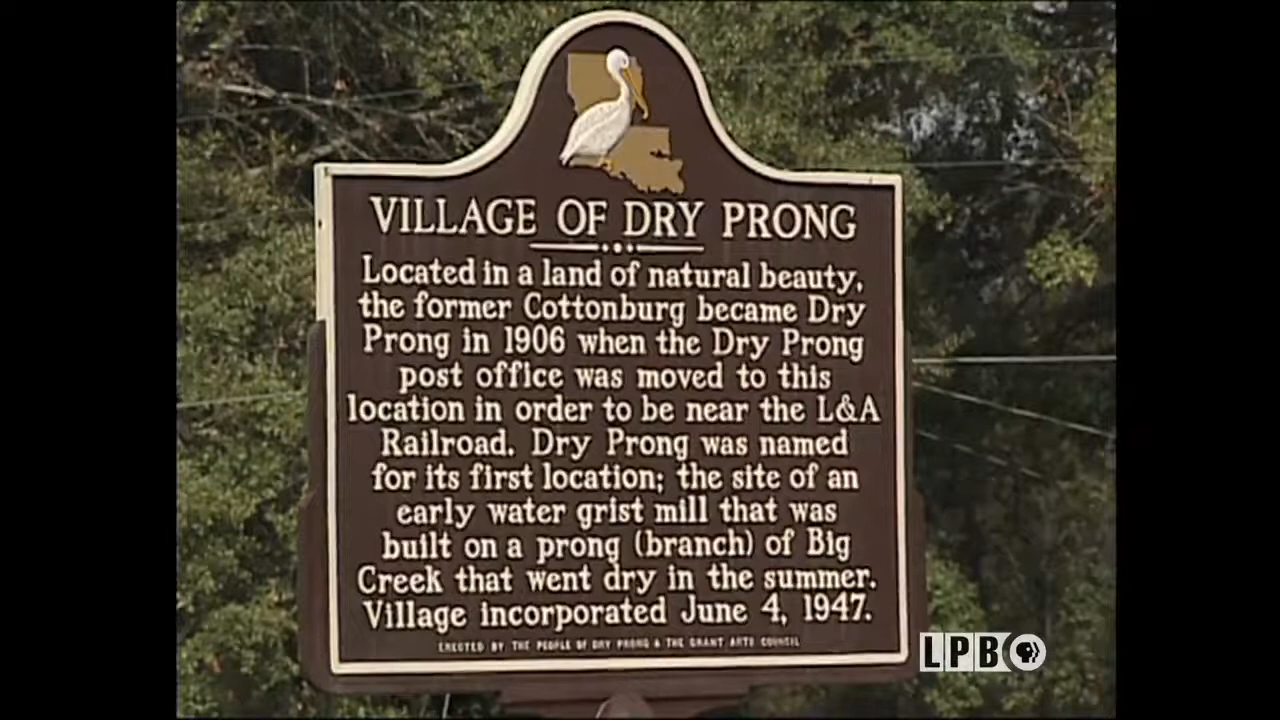 VILLAGE OF DRY PRONG
Located in a land of natural beauty,
the former Cottonburg became Dry
Prong in 1906 when the Dry Prong
post office was moved to this
location in order to be near the L&A
Railroad. Dry Prong was named
for its first location; the site of an
early water grist mill that was
built on a prong (branch) of Big
Creek that went dry in the summer.
Village incorporated June 4, 1947.
ERECTED BY THE PEOPLE OF DRY PRONG & THE GRANT ARTS COUNCIL
LPB